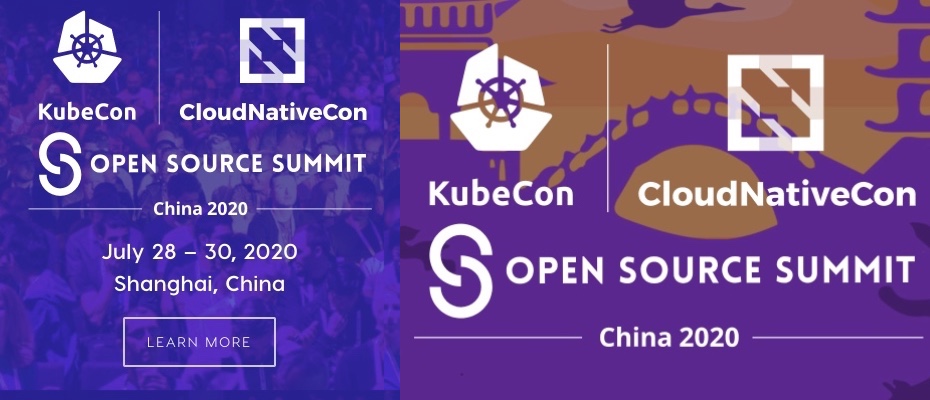 KubeCon
CloudNativeCon
OPEN SOURCE SUMMIT
China 2020
July 28 – 30, 2020
Shanghai, China
LEARN MORE
KubeCon
CloudNativeCon
OPEN SOURCE SUMMIT
China 2020